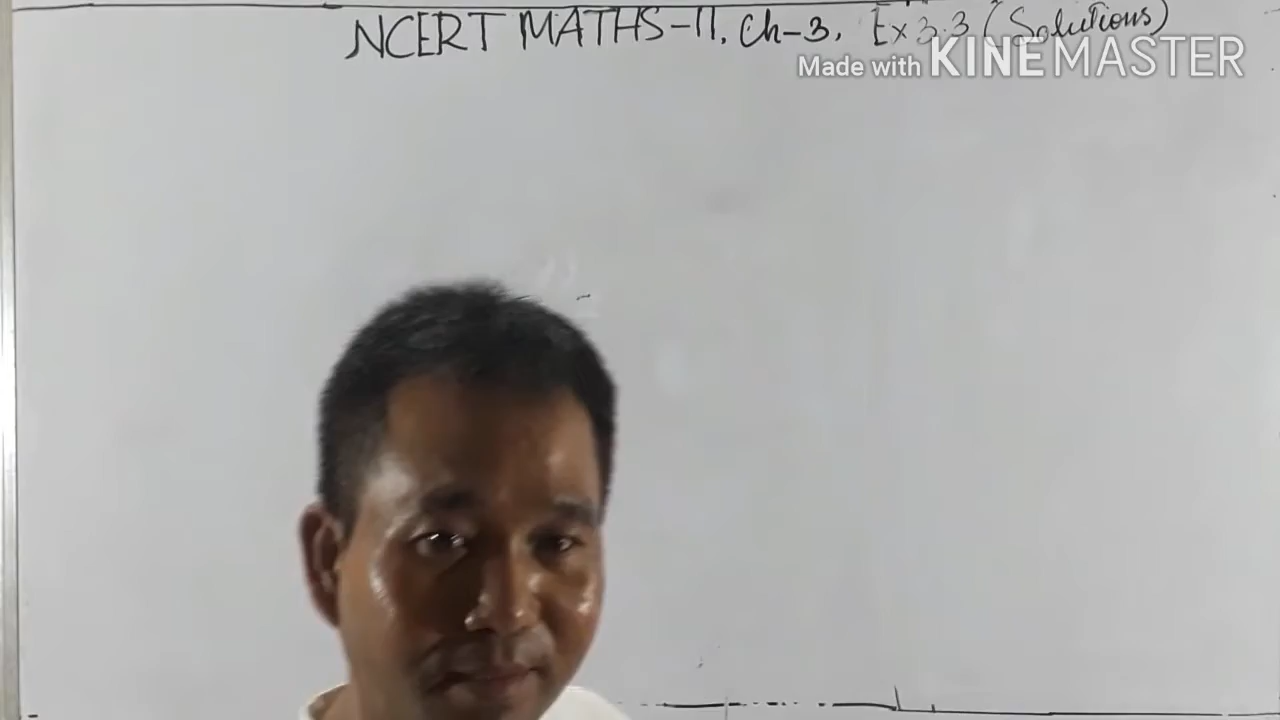 NCERT MATHS-11, Ch-3, Ex 3.3 (Solutions)
Made with KINEMASTER